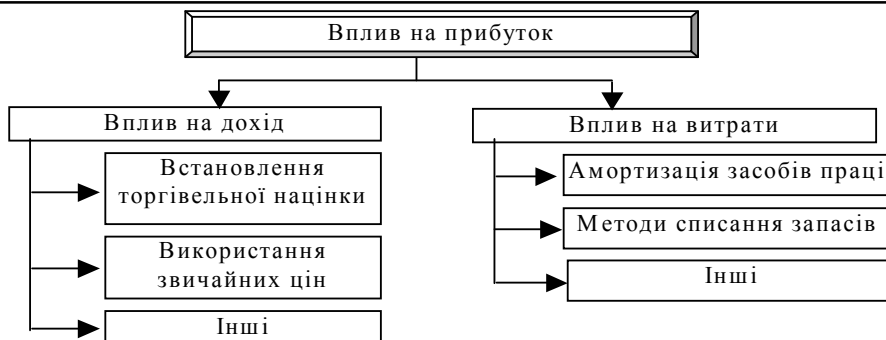 Вплив на прибуток
Вплив на дохід
Встановлення
торгівельної націнки
Використання
звичайних цін
Інші
Вплив на витрати
Амортизація засобів праці
Методи списання запасів
Інші